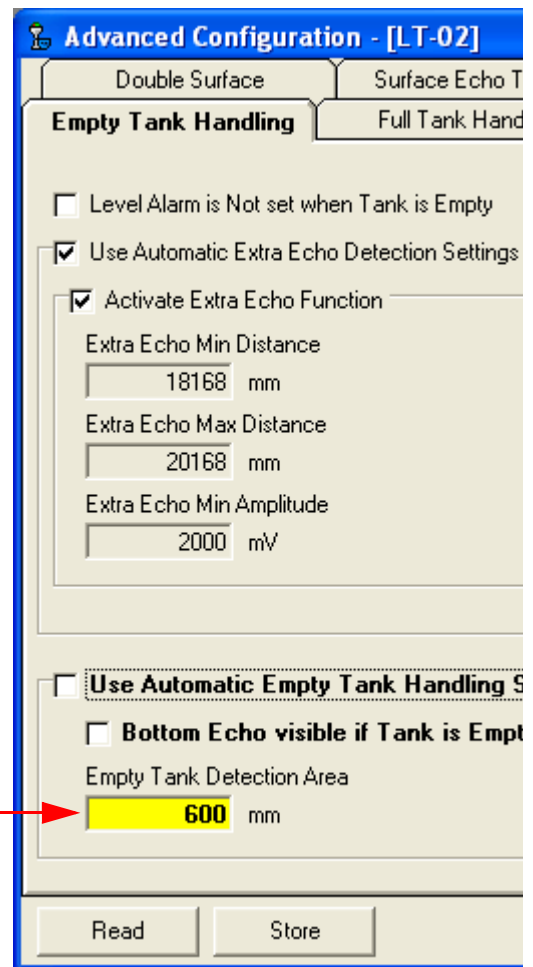 Advanced Configuration - [LT-02]
Double Surface Surface Echo T
Empty Tank Handling Full Tank Hand
Level Alarm is Not set when Tank is Empty
Use Automatic Extra Echo Detection Settings
Activate Extra Echo Function
Extra Echo Min Distance
18168 mm
Extra Echo Max Distance
20168 mm
Extra Echo Min Amplitude
2000 mV
Use Automatic Empty Tank Handling S
Bottom Echo visible if Tank is Empt
Empty Tank Detection Area
600 mm
Read Store